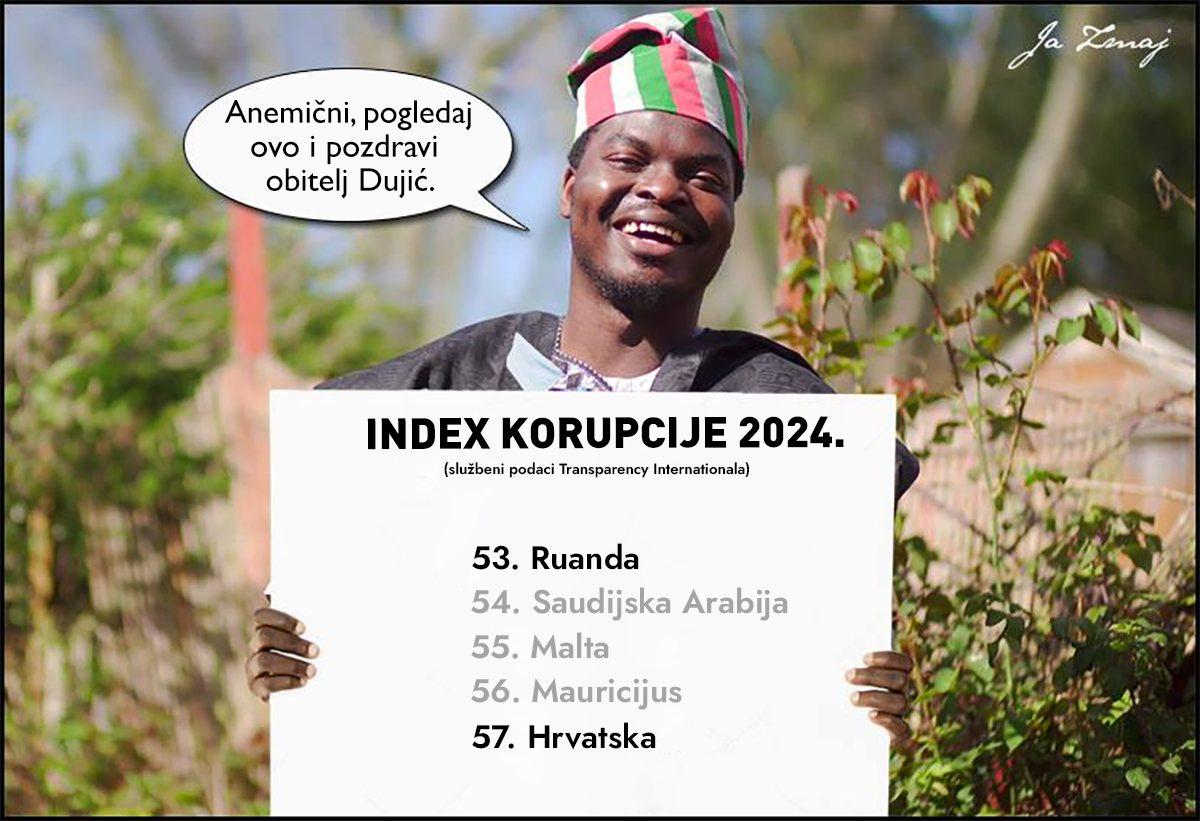 Ja Zmaj
Anemični, pogledaj
ovo i pozdravi
obitelj Dujić.
INDEX KORUPCIJE 2024.
(službeni podaci Transparency Internationala)
53. Ruanda
54. Saudijska Arabija
55. Malta
56. Mauricijus
57. Hrvatska